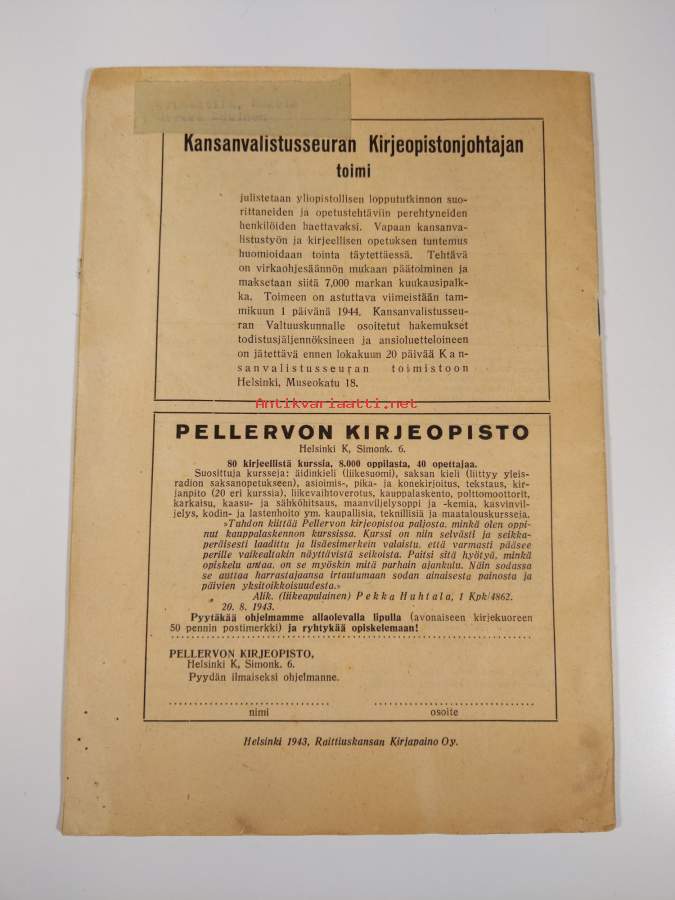 Kansanvalistusseuran Kirjeopistonjohtajan
toimi
julistetaan yliopistollisen lopputukinnon suo-
rittaneiden ja opetustehtäviin perehtyneiden
henkilöiden haettavaksi. Vapaan kansanva-
listustyön ja kirjeellisen opetuksen tuntemus
huomioidaan tointa täytettäessä. Tehtävä
on virkaohjesäännön mukaan päätoiminen ja
maksetaan siitä 7,000 markan kuukausipalk-
ka. Toimeen on astuttava viimeistään tam-
mikuun 1 päivänä 1944. Kansanvalistusseu-
ran Valtuuskunnalle osoitetut hakemukset
todistusjäljennöksineen ja ansioluetteloineen
on jätettävä ennen lokakuun 20 päivää Kan-
sanvalistusseuran toimistoon
Helsinki, Museokatu 18.
Antikvariaatti.net
PELLERVON KIRJEOPISTO
Helsinki K, Simonk. 6.
80 kirjeellistä kurssia, 8.000 oppilasta, 40 opettajaa.
Suosittuja kursseja: äidinkieli (liikesuomi), saksan kieli (liittyy yleis-
radion saksanopetukseen), asioimis-, pika- ja konekirjoitus, tekstaus, kir-
janpito (20 eri kurssia), liikevaihtoverotus, kauppalaskento, polttomoottorit,
karkaisu, kaasu- ja sähköhitsaus, maanviljelysoppi ja -kemia, kasvinvil-
jelys, kodin- ja lastenhoito ym. kaupallisia, teknillisiä ja maatalouskursseja.
»Tahdon kiittää Pellervon kirjeopistoa paljosta, minkä olen oppi-
nut kauppalaskennon kurssissa. Kurssi on niin selvästi ja seikka-
peräisesti laadittu ja lisäesimerkein valaistu, että varmasti pääsee
perille vaikealtakin näyttävistä seikoista. Paitsi sitä hyötyä, minkä
opiskelu antaa, on se myöskin mitä parhain ajankulu. Näin sodassa
se auttaa harrastajaansa irtautumaan sodan ainaisesta painosta ja
päivien yksitoikkoisuudesta.»
Alik. (liikeapulainen) Pekka Huhtala, 1 Kpk/4862.
20. 8. 1943.
Pyytäkää ohjelmamme allaolevalla lipulla (avonaiseen kirjekuoreen
50 pennin postimerkki) ja ryhtykää opiskelemaan!
PELLERVON KIRJEOPISTO,
Helsinki K, Simonk. 6.
Pyydän ilmaiseksi ohjelmanne.
nimi osoite
Helsinki 1943, Raittiuskansan Kirjapaino Oy.